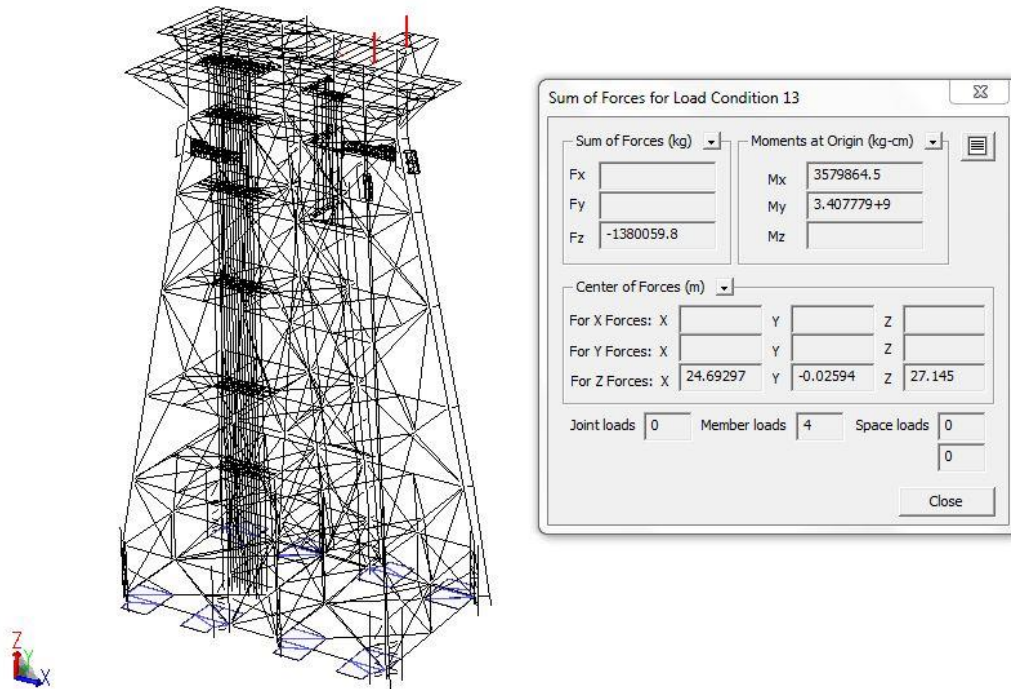 Sum of Forces for Load Condition 13
Sum of Forces (kg)
Fx
Fy
Fz -1380059.8
Moments at Origin (kg-cm)
Mx 3579864.5
My 3.407779+9
Mz
Center of Forces (m)
For X Forces: X Y Z
For Y Forces: X Y Z
For Z Forces: X 24.69297 Y -0.02594 Z 27.145
Joint loads 0 Member loads 4 Space loads 0
0
Close
Z
Y
X